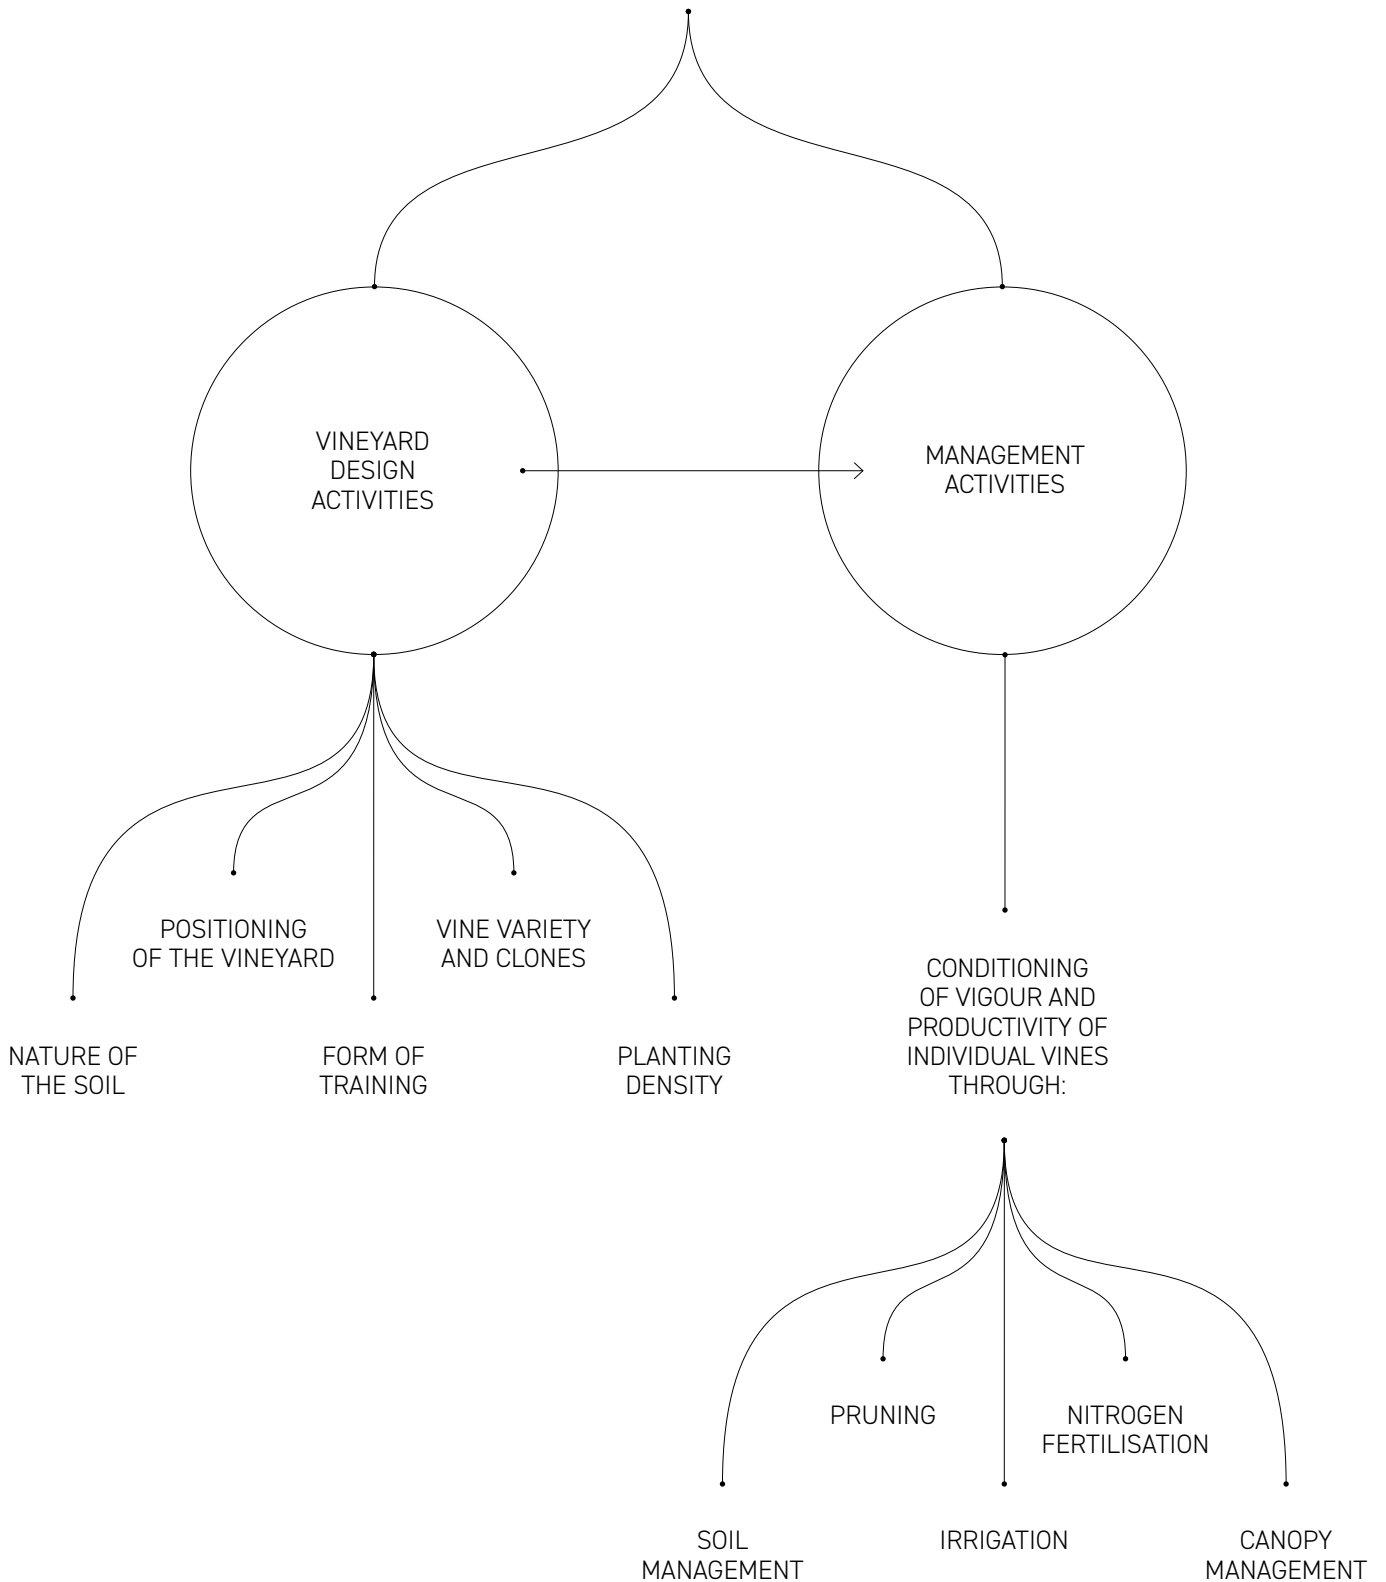 VINEYARD
DESIGN
ACTIVITIES
MANAGEMENT
ACTIVITIES
POSITIONING
OF THE VINEYARD
VINE VARIETY
AND CLONES
NATURE OF
THE SOIL
FORM OF
TRAINING
PLANTING
DENSITY
CONDITIONING
OF VIGOUR AND
PRODUCTIVITY OF
INDIVIDUAL VINES
THROUGH:
PRUNING
NITROGEN
FERTILISATION
SOIL
MANAGEMENT
IRRIGATION
CANOPY
MANAGEMENT